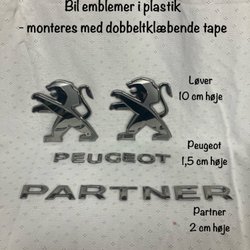 Bil emblemer i plastik
- monteres med dobbeltklæbende tape
Løver
10 cm høje
Peugeot
1,5 cm høje
PEUGEOT
Partner
2 cm høje
PARTNER